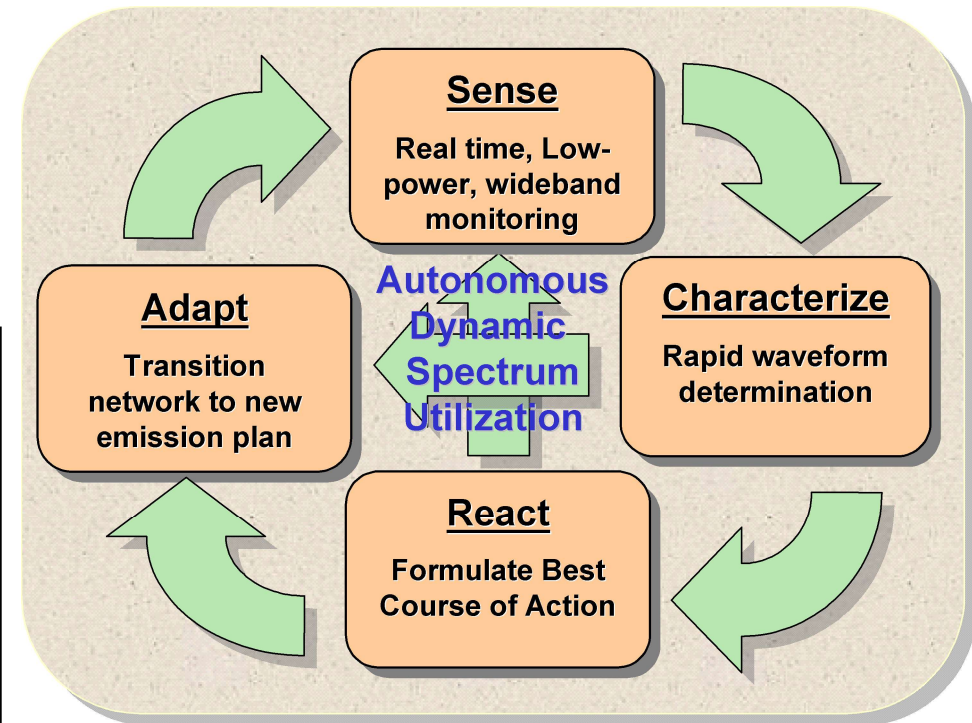 Sense
Real time, Low-
power, wideband
monitoring
Characterize
Rapid waveform
determination
React
Formulate Best
Course of Action
Adapt
Transition
network to new
emission plan
Autonomous
Dynamic
Spectrum
Utilization